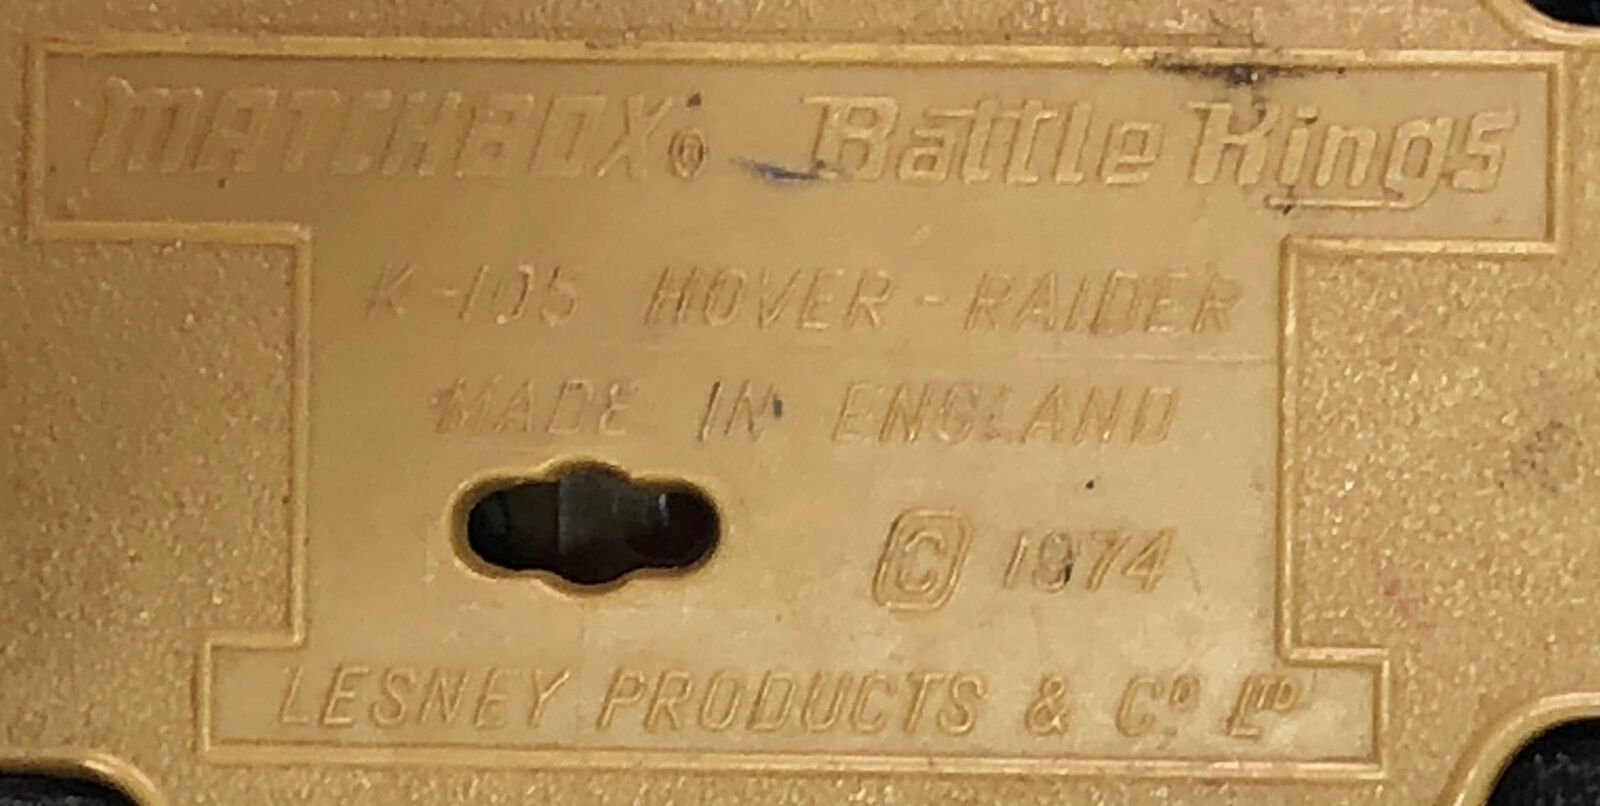 MATCHBOX® Battle Kings
K-105 HOVER-RAIDER
MADE IN ENGLAND
© 1974
LESNEY PRODUCTS & Cº. Lᵀᴰ